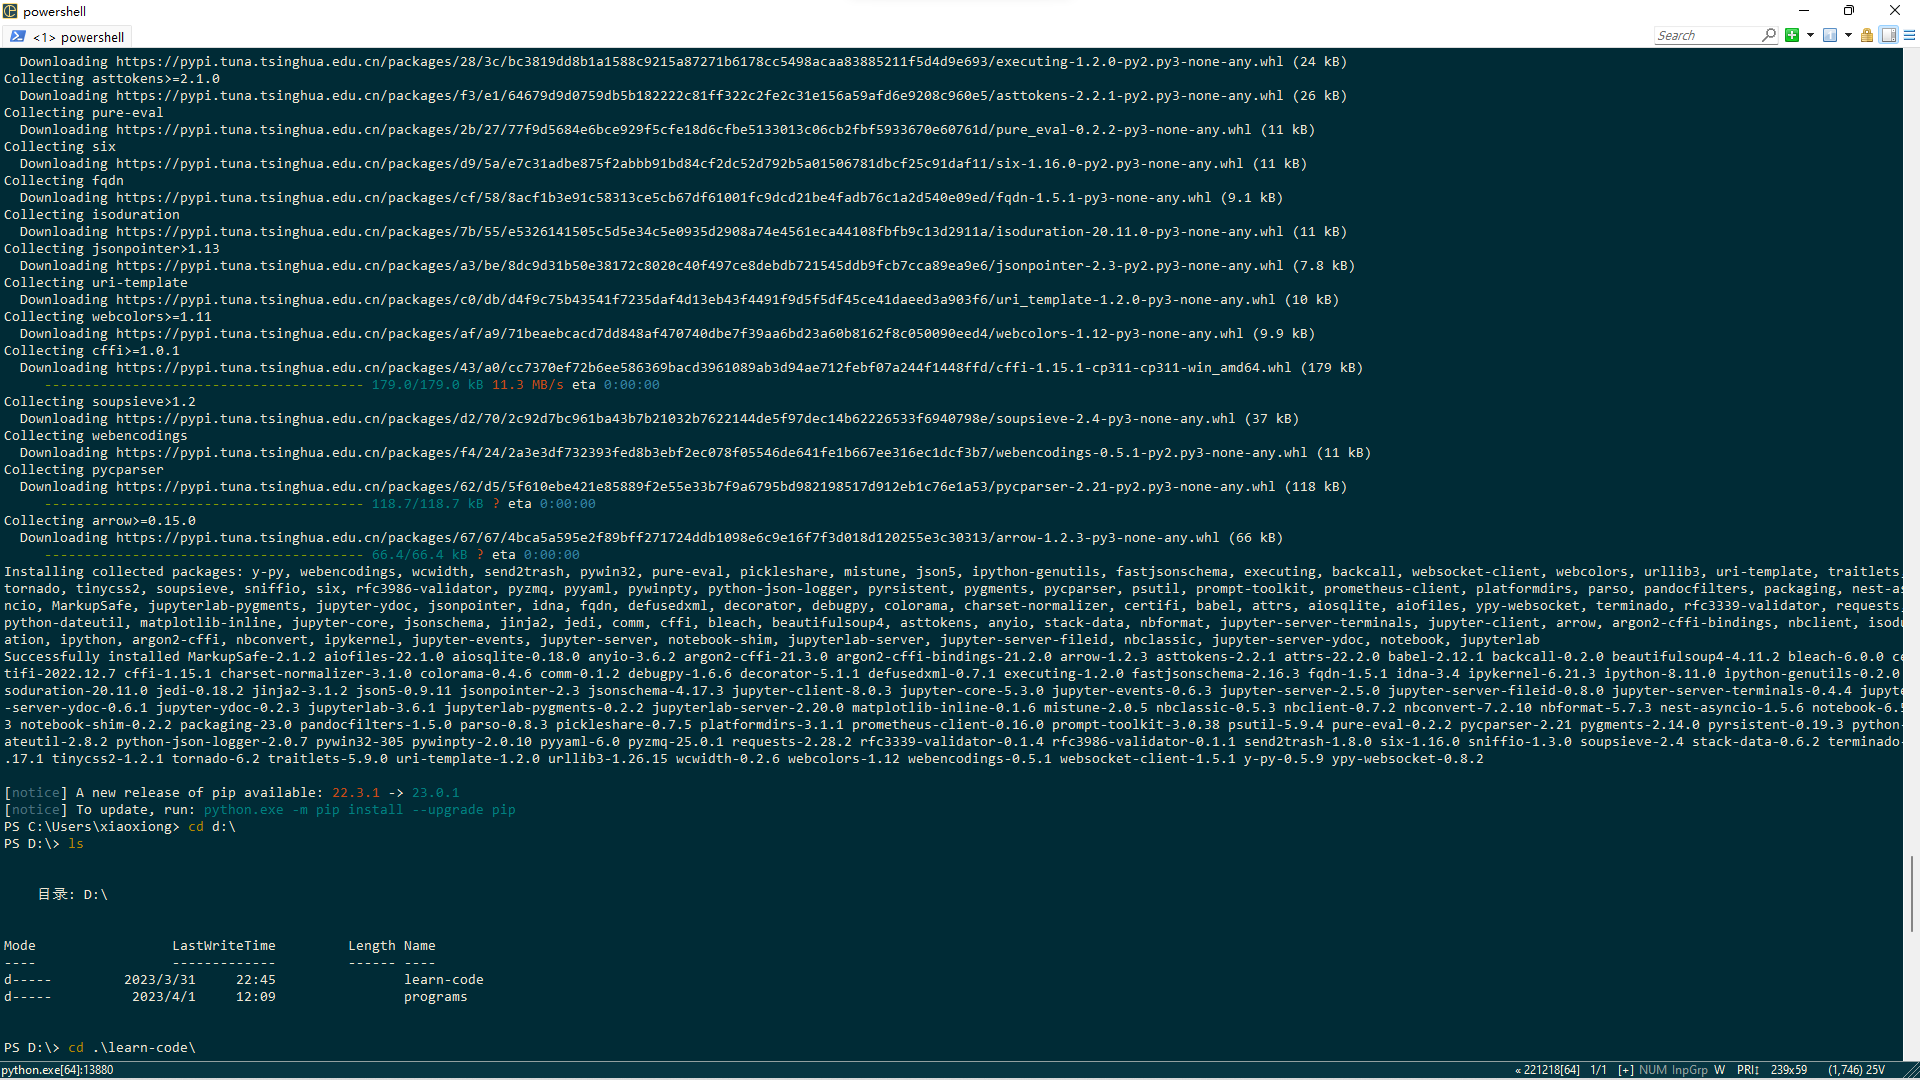 powershell
<1> powershell
Search
Downloading https://pypi.tuna.tsinghua.edu.cn/packages/28/3c/bc3819dd8b1a1588c9215a87271b6178cc5498acaa83885211f5d4d9e693/executing-1.2.0-py2.py3-none-any.whl (24 kB)
Collecting asttokens>=2.1.0
Downloading https://pypi.tuna.tsinghua.edu.cn/packages/f3/e1/64679d9d0759db5b182222c81ff322c2fe2c31e156a59afd6e9208c960e5/asttokens-2.2.1-py2.py3-none-any.whl (26 kB)
Collecting pure-eval
Downloading https://pypi.tuna.tsinghua.edu.cn/packages/2b/27/77f9d5684e6bce929f5cfe18d6cfbe5133013c06cb2fbf5933670e60761d/pure_eval-0.2.2-py3-none-any.whl (11 kB)
Collecting six
Downloading https://pypi.tuna.tsinghua.edu.cn/packages/d9/5a/e7c31adbe875f2abbb91bd84cf2dc52d792b5a01506781dbcf25c91daf11/six-1.16.0-py2.py3-none-any.whl (11 kB)
Collecting fqdn
Downloading https://pypi.tuna.tsinghua.edu.cn/packages/cf/58/8acf1b3e91c58313ce5cb67df61001fc9dcd21be4fadb76c1a2d540e09ed/fqdn-1.5.1-py3-none-any.whl (9.1 kB)
Collecting isoduration
Downloading https://pypi.tuna.tsinghua.edu.cn/packages/7b/55/e5326141505c5d5e34c5e0935d2908a74e4561eca44108fbfb9c13d2911a/isoduration-20.11.0-py3-none-any.whl (11 kB)
Collecting jsonpointer>1.13
Downloading https://pypi.tuna.tsinghua.edu.cn/packages/a3/be/8dc9d31b50e38172c8020c40f497ce8debdb721545ddb9fcb7cca89ea9e6/jsonpointer-2.3-py2.py3-none-any.whl (7.8 kB)
Collecting uri-template
Downloading https://pypi.tuna.tsinghua.edu.cn/packages/c0/db/d4f9c75b43541f7235daf4d13eb43f4491f9d5f5df45ce41daeed3a903f6/uri_template-1.2.0-py3-none-any.whl (10 kB)
Collecting webcolors>=1.11
Downloading https://pypi.tuna.tsinghua.edu.cn/packages/af/a9/71beaebcacd7dd848af470740dbe7f39aa6bd23a60b8162f8c050090eed4/webcolors-1.12-py3-none-any.whl (9.9 kB)
Collecting cffi>=1.0.1
Downloading https://pypi.tuna.tsinghua.edu.cn/packages/43/a0/cc7370ef72b6ee586369bacd3961089ab3d94ae712febf07a244f1448ffd/cffi-1.15.1-cp311-cp311-win_amd64.whl (179 kB)
---------------------------------------- 179.0/179.0 kB 11.3 MB/s eta 0:00:00
Collecting soupsieve>1.2
Downloading https://pypi.tuna.tsinghua.edu.cn/packages/d2/70/2c92d7bc961ba43b7b21032b7622144de5f97dec14b62226533f6940798e/soupsieve-2.4-py3-none-any.whl (37 kB)
Collecting webencodings
Downloading https://pypi.tuna.tsinghua.edu.cn/packages/f4/24/2a3e3df732393fed8b3ebf2ec078f05546de641fe1b667ee316ec1dcf3b7/webencodings-0.5.1-py2.py3-none-any.whl (11 kB)
Collecting pycparser
Downloading https://pypi.tuna.tsinghua.edu.cn/packages/62/d5/5f610ebe421e85889f2e55e33b7f9a6795bd982198517d912eb1c76e1a53/pycparser-2.21-py2.py3-none-any.whl (118 kB)
---------------------------------------- 118.7/118.7 kB ? eta 0:00:00
Collecting arrow>=0.15.0
Downloading https://pypi.tuna.tsinghua.edu.cn/packages/67/67/4bca5a595e2f89bff271724ddb1098e6c9e16f7f3d018d120255e3c30313/arrow-1.2.3-py3-none-any.whl (66 kB)
---------------------------------------- 66.4/66.4 kB ? eta 0:00:00
Installing collected packages: y-py, webencodings, wcwidth, send2trash, pywin32, pure-eval, pickleshare, mistune, json5, ipython-genutils, fastjsonschema, executing, backcall, websocket-client, webcolors, urllib3, uri-template, traitlets,
tornado, tinycss2, soupsieve, sniffio, six, rfc3986-validator, pyzmq, pyyaml, pywinpty, python-json-logger, pyrsistent, pygments, pycparser, psutil, prompt-toolkit, prometheus-client, platformdirs, parso, pandocfilters, packaging, nest-as
ncio, MarkupSafe, jupyterlab-pygments, jupyter-ydoc, jsonpointer, idna, fqdn, defusedxml, decorator, debugpy, colorama, charset-normalizer, certifi, babel, attrs, aiosqlite, aiofiles, ypy-websocket, terminado, rfc3339-validator, requests,
python-dateutil, matplotlib-inline, jupyter-core, jsonschema, jinja2, jedi, comm, cffi, bleach, beautifulsoup4, asttokens, anyio, stack-data, nbformat, jupyter-server-terminals, jupyter-client, arrow, argon2-cffi-bindings, nbclient, isodu
ation, ipython, argon2-cffi, nbconvert, ipykernel, jupyter-events, jupyter-server, notebook-shim, jupyterlab-server, jupyter-server-fileid, nbclassic, jupyter-server-ydoc, notebook, jupyterlab
Successfully installed MarkupSafe-2.1.2 aiofiles-22.1.0 aiosqlite-0.18.0 anyio-3.6.2 argon2-cffi-21.3.0 argon2-cffi-bindings-21.2.0 arrow-1.2.3 asttokens-2.2.1 attrs-22.2.0 babel-2.12.1 backcall-0.2.0 beautifulsoup4-4.11.2 bleach-6.0.0 ce
tifi-2022.12.7 cffi-1.15.1 charset-normalizer-3.1.0 colorama-0.4.6 comm-0.1.2 debugpy-1.6.6 decorator-5.1.1 defusedxml-0.7.1 executing-1.2.0 fastjsonschema-2.16.3 fqdn-1.5.1 idna-3.4 ipykernel-6.21.3 ipython-8.11.0 ipython-genutils-0.2.0
soduration-20.11.0 jedi-0.18.2 jinja2-3.1.2 json5-0.9.11 jsonpointer-2.3 jsonschema-4.17.3 jupyter-client-8.0.3 jupyter-core-5.3.0 jupyter-events-0.6.3 jupyter-server-2.5.0 jupyter-server-fileid-0.8.0 jupyter-server-terminals-0.4.4 jupyte
-server-ydoc-0.6.1 jupyter-ydoc-0.2.3 jupyterlab-3.6.1 jupyterlab-pygments-0.2.2 jupyterlab-server-2.20.0 matplotlib-inline-0.1.6 mistune-2.0.5 nbclassic-0.5.3 nbclient-0.7.2 nbconvert-7.2.10 nbformat-5.7.3 nest-asyncio-1.5.6 notebook-6.5
3 notebook-shim-0.2.2 packaging-23.0 pandocfilters-1.5.0 parso-0.8.3 pickleshare-0.7.5 platformdirs-3.1.1 prometheus-client-0.16.0 prompt-toolkit-3.0.38 psutil-5.9.4 pure-eval-0.2.2 pycparser-2.21 pygments-2.14.0 pyrsistent-0.19.3 python-
ateutil-2.8.2 python-json-logger-2.0.7 pywin32-305 pywinpty-2.0.10 pyyaml-6.0 pyzmq-25.0.1 requests-2.28.2 rfc3339-validator-0.1.4 rfc3986-validator-0.1.1 send2trash-1.8.0 six-1.16.0 sniffio-1.3.0 soupsieve-2.4 stack-data-0.6.2 terminado-
.17.1 tinycss2-1.2.1 tornado-6.2 traitlets-5.9.0 uri-template-1.2.0 urllib3-1.26.15 wcwidth-0.2.6 webcolors-1.12 webencodings-0.5.1 websocket-client-1.5.1 y-py-0.5.9 ypy-websocket-0.8.2
[notice] A new release of pip available: 22.3.1 -> 23.0.1
[notice] To update, run: python.exe -m pip install --upgrade pip
PS C:\Users\xiaoxiong> cd d:\
PS D:\> ls
目录: D:\
Mode LastWriteTime Length Name
---- ------------- ------ ----
d----- 2023/3/31 22:45 learn-code
d----- 2023/4/1 12:09 programs
PS D:\> cd .\learn-code\
python.exe[64]:13880 « 221218[64] 1/1 [+] NUM InpGrp W PRI↕ 239x59 (1,746) 25V